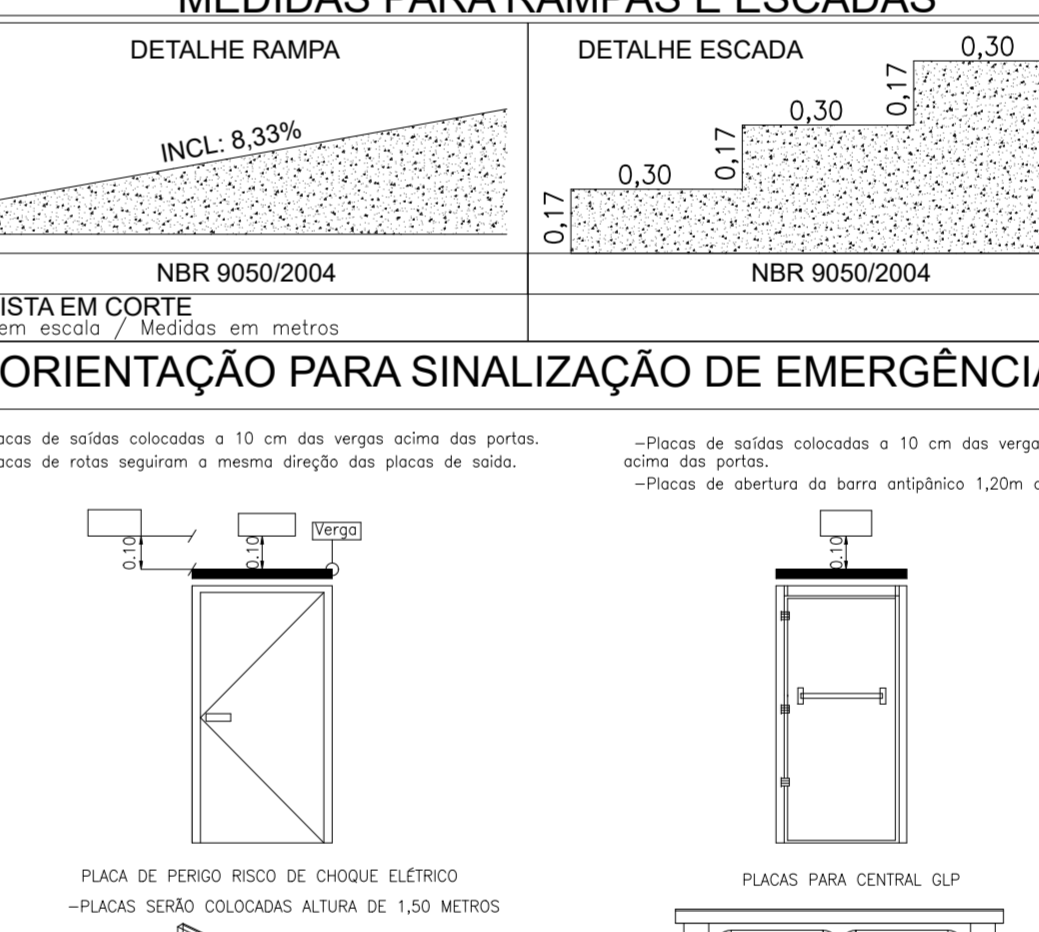 MEDIDAS PARA RAMPAS E ESCADAS
DETALHE RAMPA
INCL: 8,33%
NBR 9050/2004
DETALHE ESCADA
0,30
0,17
0,30
0,17
0,30
0,17
NBR 9050/2004
ISTA EM CORTE
em escala / Medidas em metros
ORIENTAÇÃO PARA SINALIZAÇÃO DE EMERGÊNCIA
acas de saídas colocadas a 10 cm das vergas acima das portas.
acas de rotas seguiram a mesma direção das placas de saida.
0.10
0.10
Verga
PLACA DE PERIGO RISCO DE CHOQUE ELÉTRICO
-PLACAS SERÃO COLOCADAS ALTURA DE 1,50 METROS
-Placas de saídas colocadas a 10 cm das verga
acima das portas.
-Placas de abertura da barra antipânico 1,20m
0.10
PLACAS PARA CENTRAL GLP